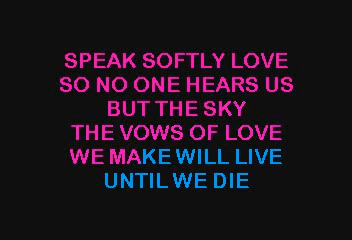 SPEAK SOFTLY LOVE
SO NO ONE HEARS US
BUT THE SKY
THE VOWS OF LOVE
WE MAKE WILL LIVE
UNTIL WE DIE